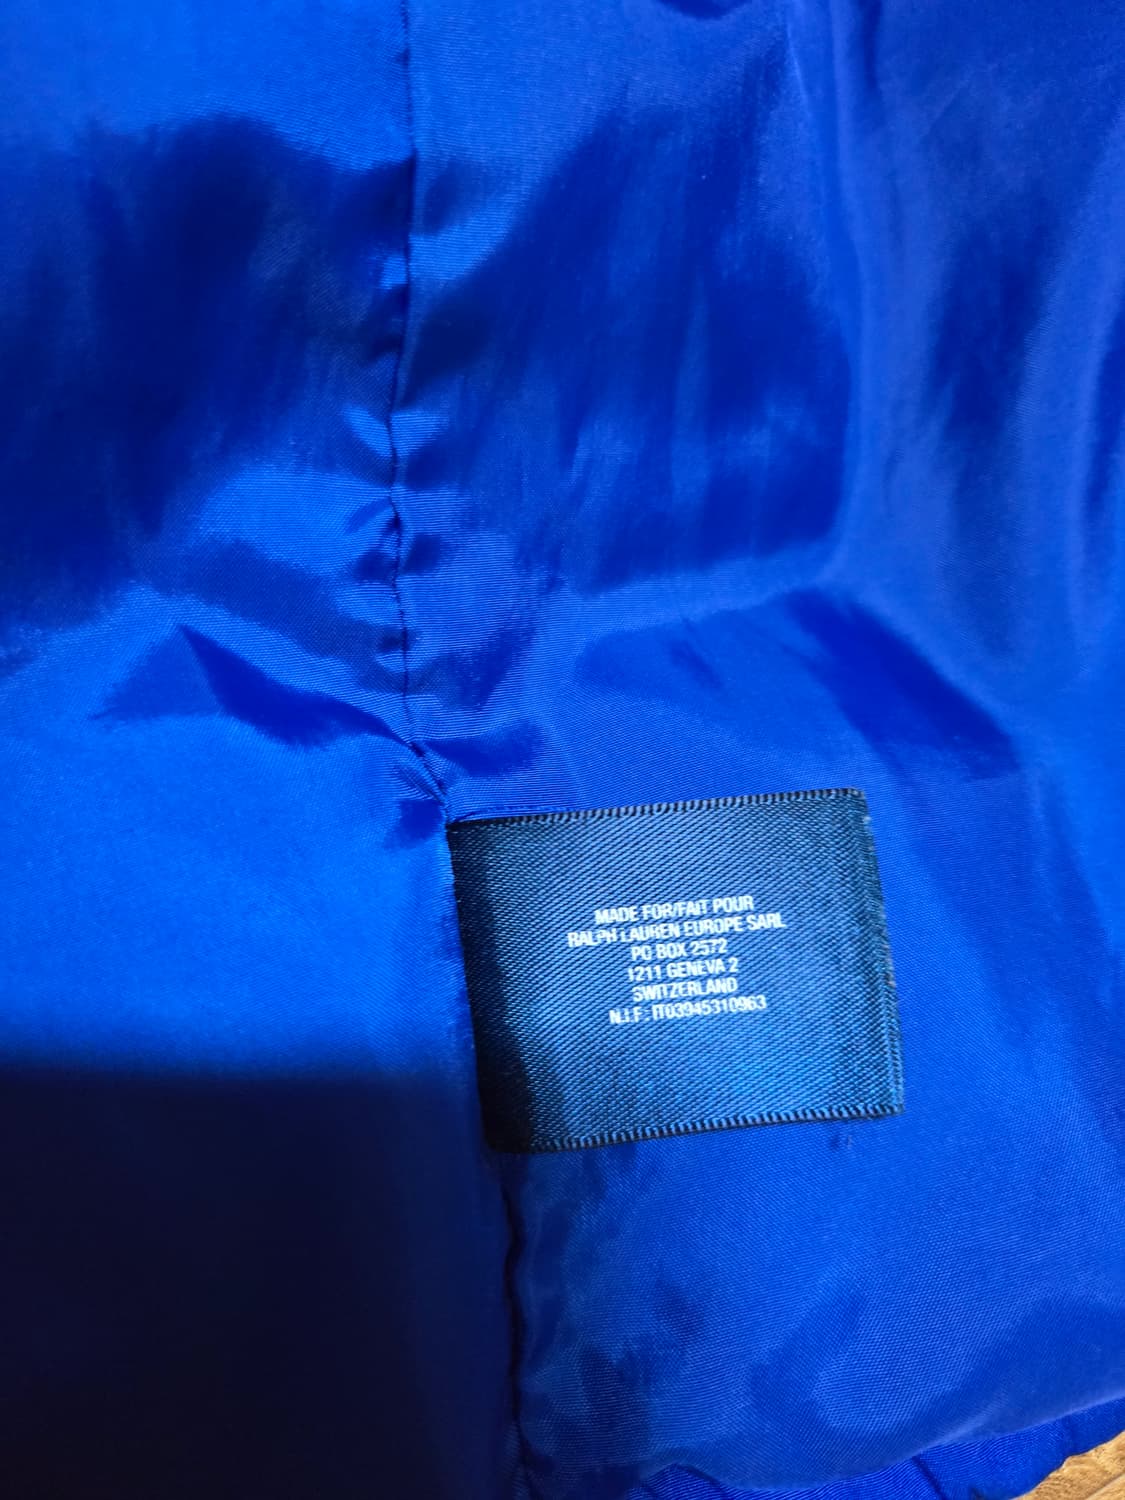 MADE FOR/FAIT POUR
RALPH LAUREN EUROPE SARL
PO BOX 2572
1211 GENEVA 2
SWITZERLAND
N.I.F: IT03945310963